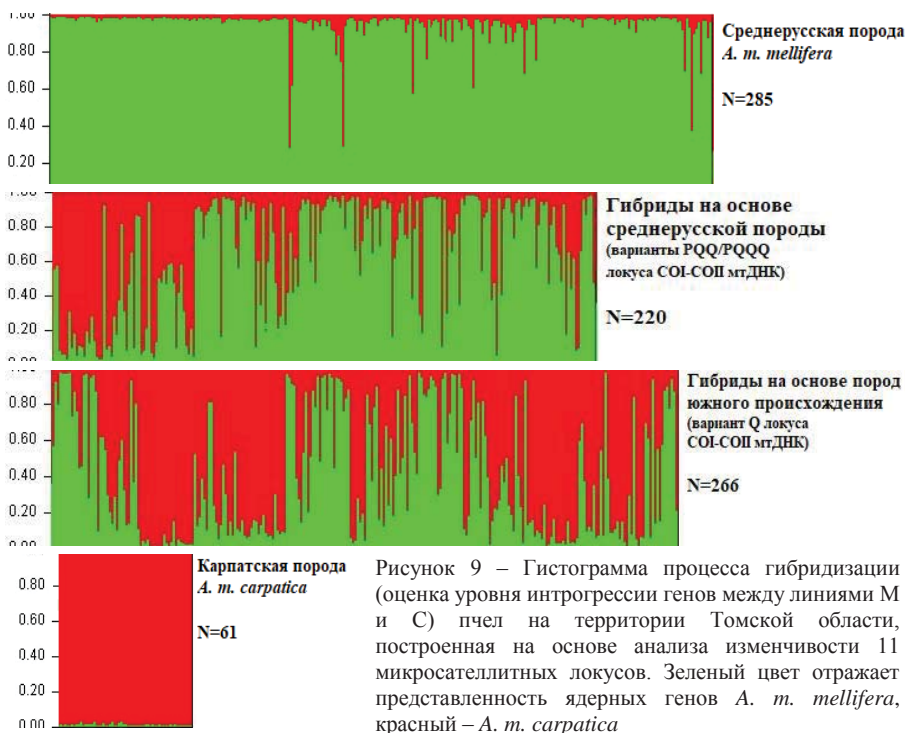 1.00
0.80
0.60
0.40
0.20
Среднерусская порода
A. m. mellifera
N=285
0.80
0.60
0.40
0.20
Гибриды на основе
среднерусской породы
(варианты PQQ/PQQQ
локуса COI-COII мтДНК)
N=220
0.80
0.60
0.40
0.20
0.00
Гибриды на основе пород
южного происхождения
(вариант Q локуса
COI-COII мтДНК)
N=266
0.80
0.60
0.40
0.20
0.00
Карпатская порода
A. m. carpatica
N=61
Рисунок 9 – Гистограмма процесса гибридизации
(оценка уровня интрогрессии генов между линиями М
и С) пчел на территории Томской области,
построенная на основе анализа изменчивости 11
микросателлитных локусов. Зеленый цвет отражает
представленность ядерных генов A. m. mellifera,
красный – A. m. carpatica